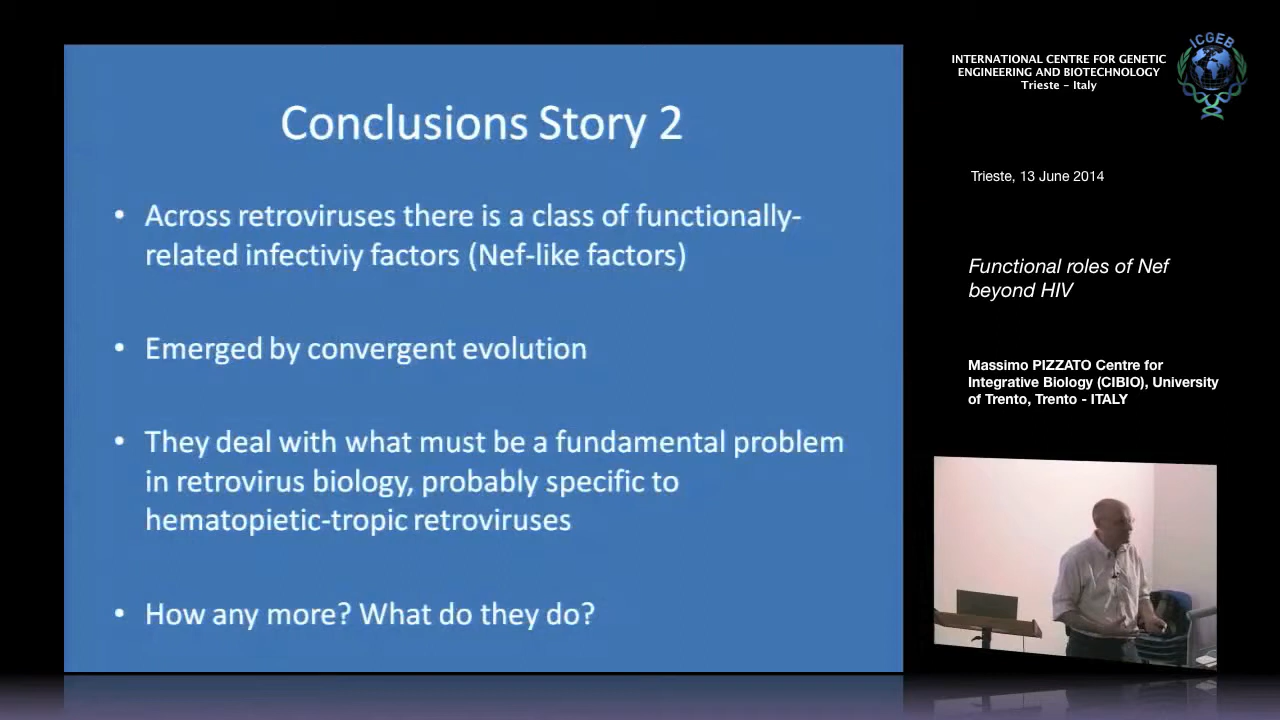 Conclusions Story 2
• Across retroviruses there is a class of functionally-
related infectiviy factors (Nef-like factors)
• Emerged by convergent evolution
• They deal with what must be a fundamental problem
in retrovirus biology, probably specific to
hematopietic-tropic retroviruses
• How any more? What do they do?
INTERNATIONAL CENTRE FOR GENETIC
ENGINEERING AND BIOTECHNOLOGY
Trieste - Italy
ICGEB
Trieste, 13 June 2014
Functional roles of Nef
beyond HIV
Massimo PIZZATO Centre for
Integrative Biology (CIBIO), University
of Trento, Trento - ITALY